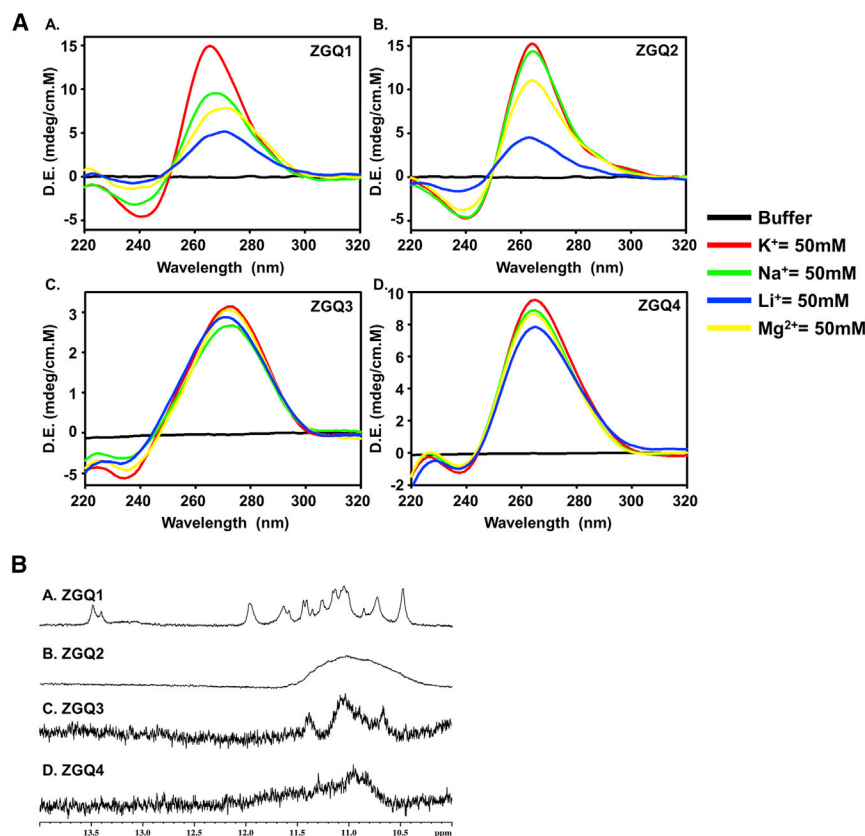 A
A.
ZGQ1
15
10
5
0
-5
D.E. (mdeg/cm.M)
220 240 260 280 300 320
Wavelength (nm)
B.
ZGQ2
15
10
5
0
-5
D.E. (mdeg/cm.M)
220 240 260 280 300 320
Wavelength (nm)
C.
ZGQ3
3
2
1
0
-5
D.E. (mdeg/cm.M)
220 240 260 280 300 320
Wavelength (nm)
D.
ZGQ4
10
8
6
4
2
0
-2
D.E. (mdeg/cm.M)
220 240 260 280 300 320
Wavelength (nm)
Buffer
K⁺= 50mM
Na⁺= 50mM
Li⁺= 50mM
Mg²⁺= 50mM
B
A. ZGQ1
B. ZGQ2
C. ZGQ3
D. ZGQ4
13.5 12.0 11.5 11.0 10.5 ppm